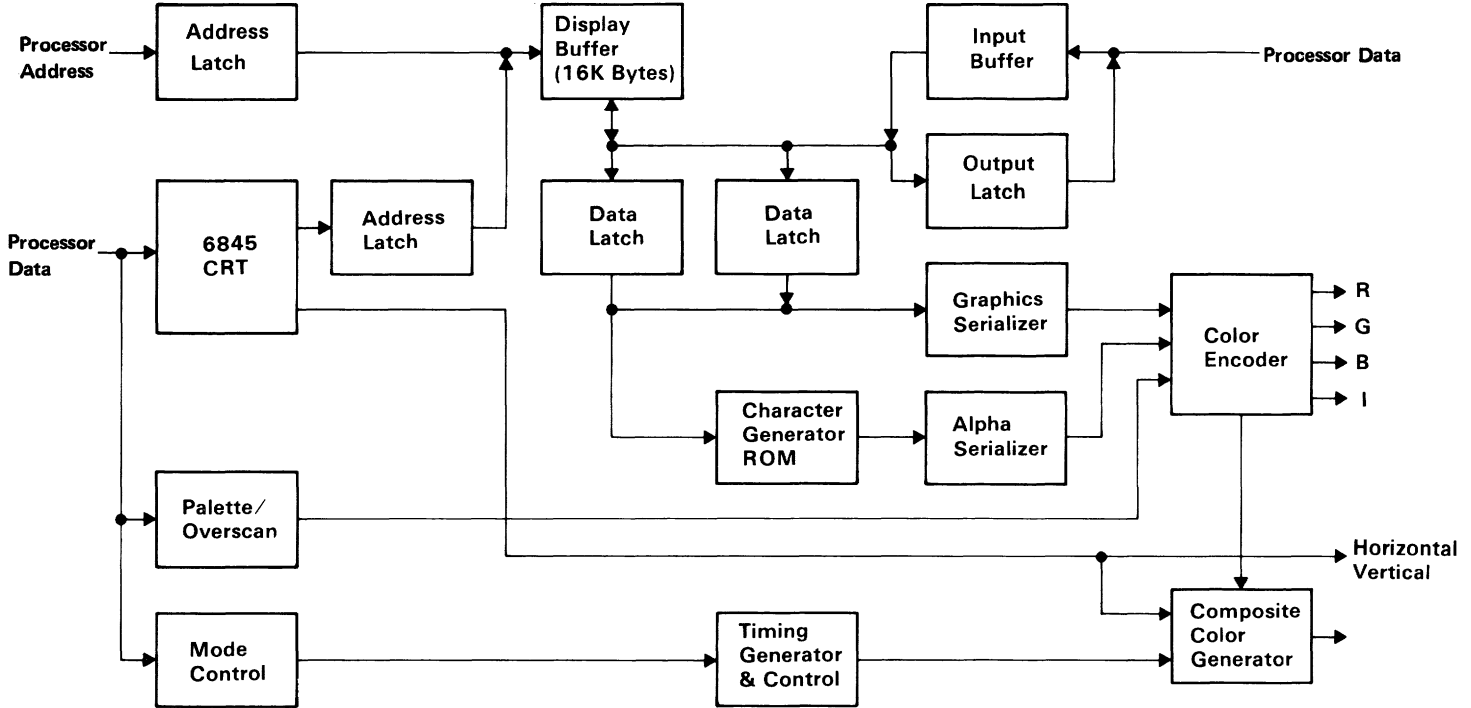 Processor
Address
Address
Latch
Display
Buffer
(16K Bytes)
Input
Buffer
Processor Data
Output
Latch
Processor
Data
6845
CRT
Address
Latch
Data
Latch
Data
Latch
Graphics
Serializer
Color
Encoder
R
G
B
I
Character
Generator
ROM
Alpha
Serializer
Palette/
Overscan
Horizontal
Vertical
Mode
Control
Timing
Generator
& Control
Composite
Color
Generator